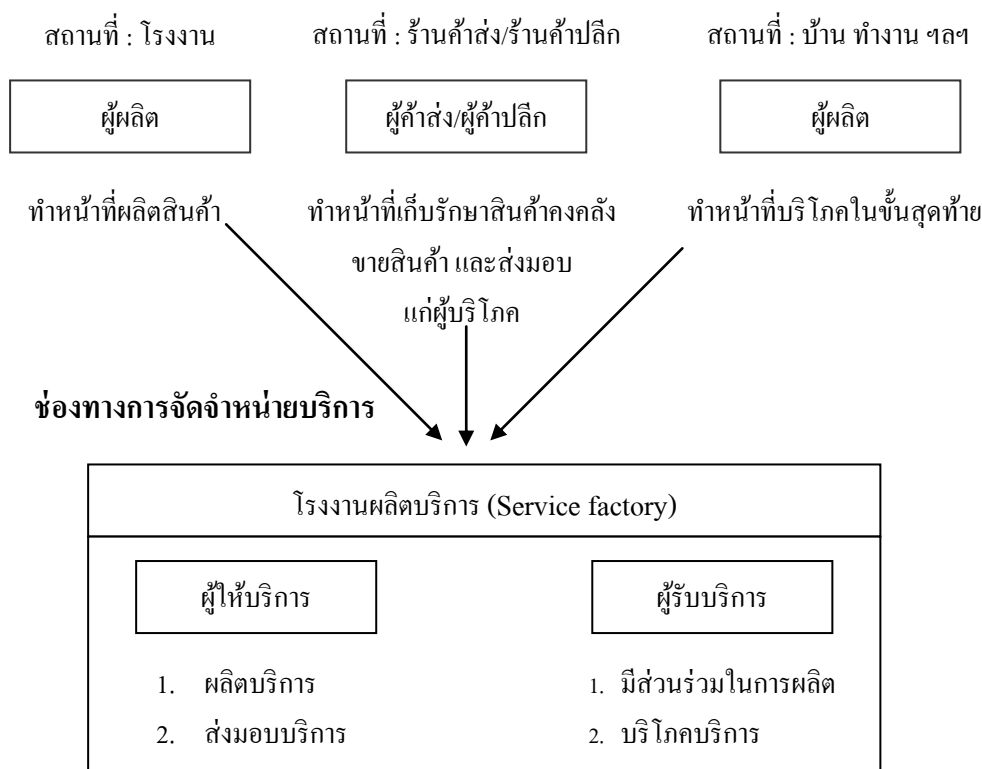 สถานที่ : โรงงาน สถานที่ : ร้านค้าส่ง/ร้านค้าปลีก สถานที่ : บ้าน ทำงาน ฯลฯ
ผู้ผลิต ผู้ค้าส่ง/ผู้ค้าปลีก ผู้ผลิต
ทำหน้าที่ผลิตสินค้า ทำหน้าที่เก็บรักษาสินค้าคงคลัง ทำหน้าที่บริโภคในขั้นสุดท้าย
ขายสินค้า และส่งมอบ
แก่ผู้บริโภค
ช่องทางการจัดจำหน่ายบริการ
โรงงานผลิตบริการ (Service factory)
ผู้ให้บริการ ผู้รับบริการ
1. ผลิตบริการ 1. มีส่วนร่วมในการผลิต
2. ส่งมอบบริการ 2. บริโภคบริการ